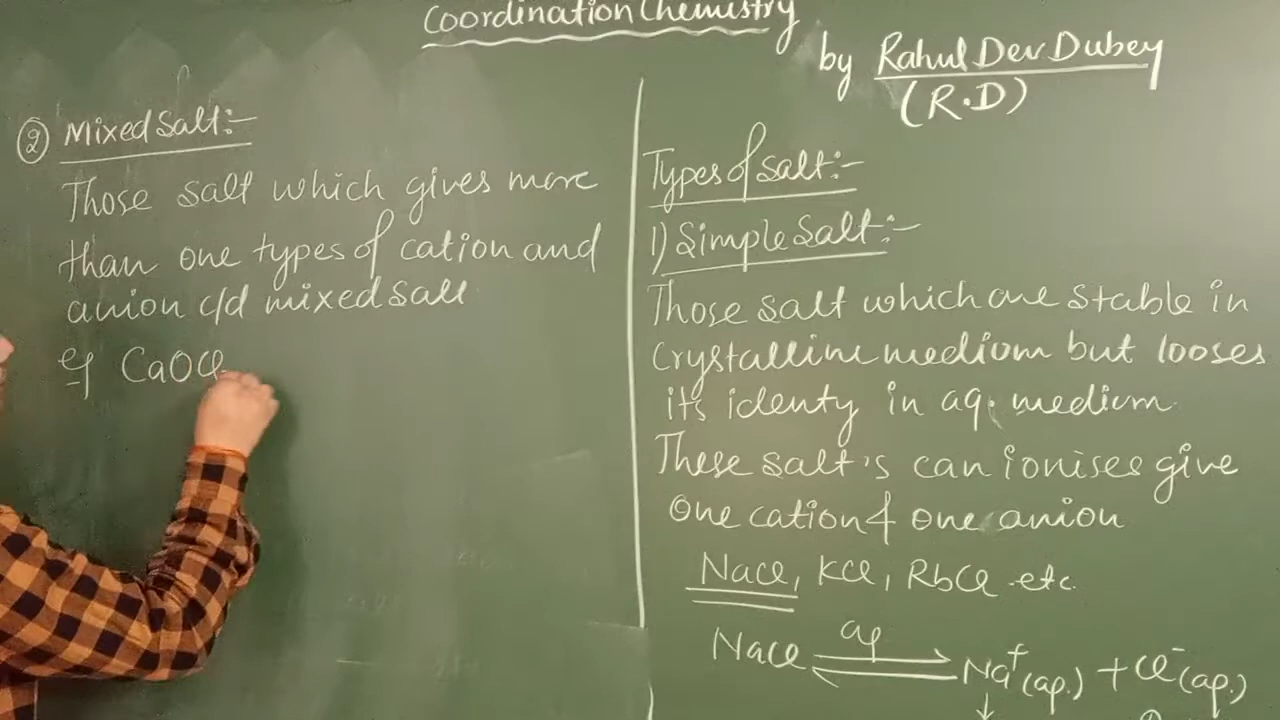 Coordination Chemistry
by Rahul Dev Dubey
(R.D)
② Mixed Salt:-
Those salt which gives more
than one types of cation and
anion c/d mixed salt.
eg CaOCl
Types of salt:-
1) Simple Salt:-
Those salt which are stable in
Crystalline medium but looses
its identy in aq. medium.
These salt's can ionises give
one cation & one anion
NaCl, KCl, RbCl etc.
NaCl ⇌ Na⁺(aq.) + Cl⁻(aq.)
aq